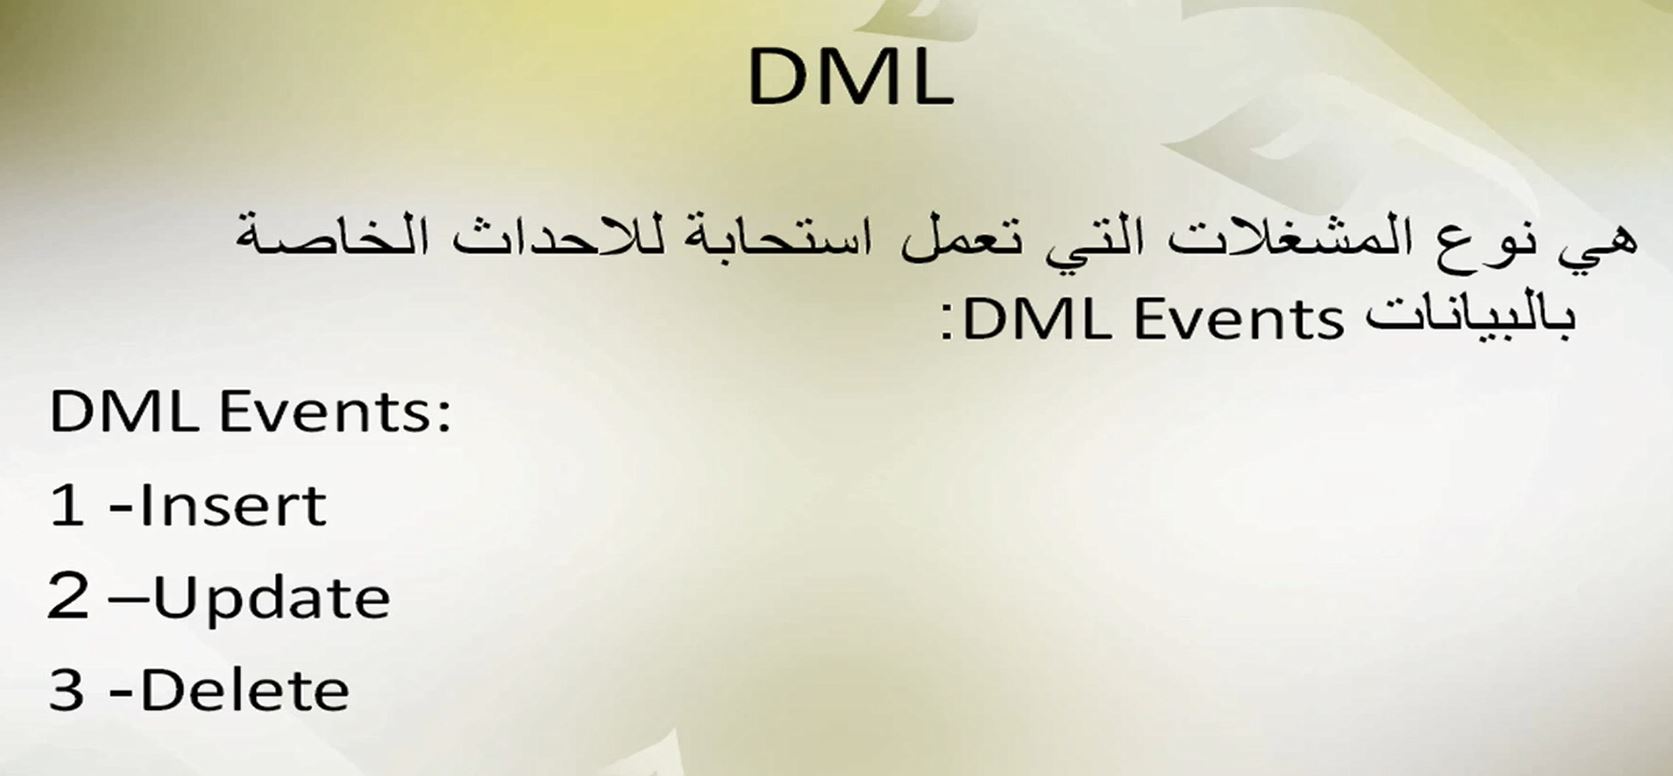 DML
هي نوع المشغلات التي تعمل استحابة للاحداث الخاصة
بالبيانات DML Events:
DML Events:
1 -Insert
2 –Update
3 -Delete